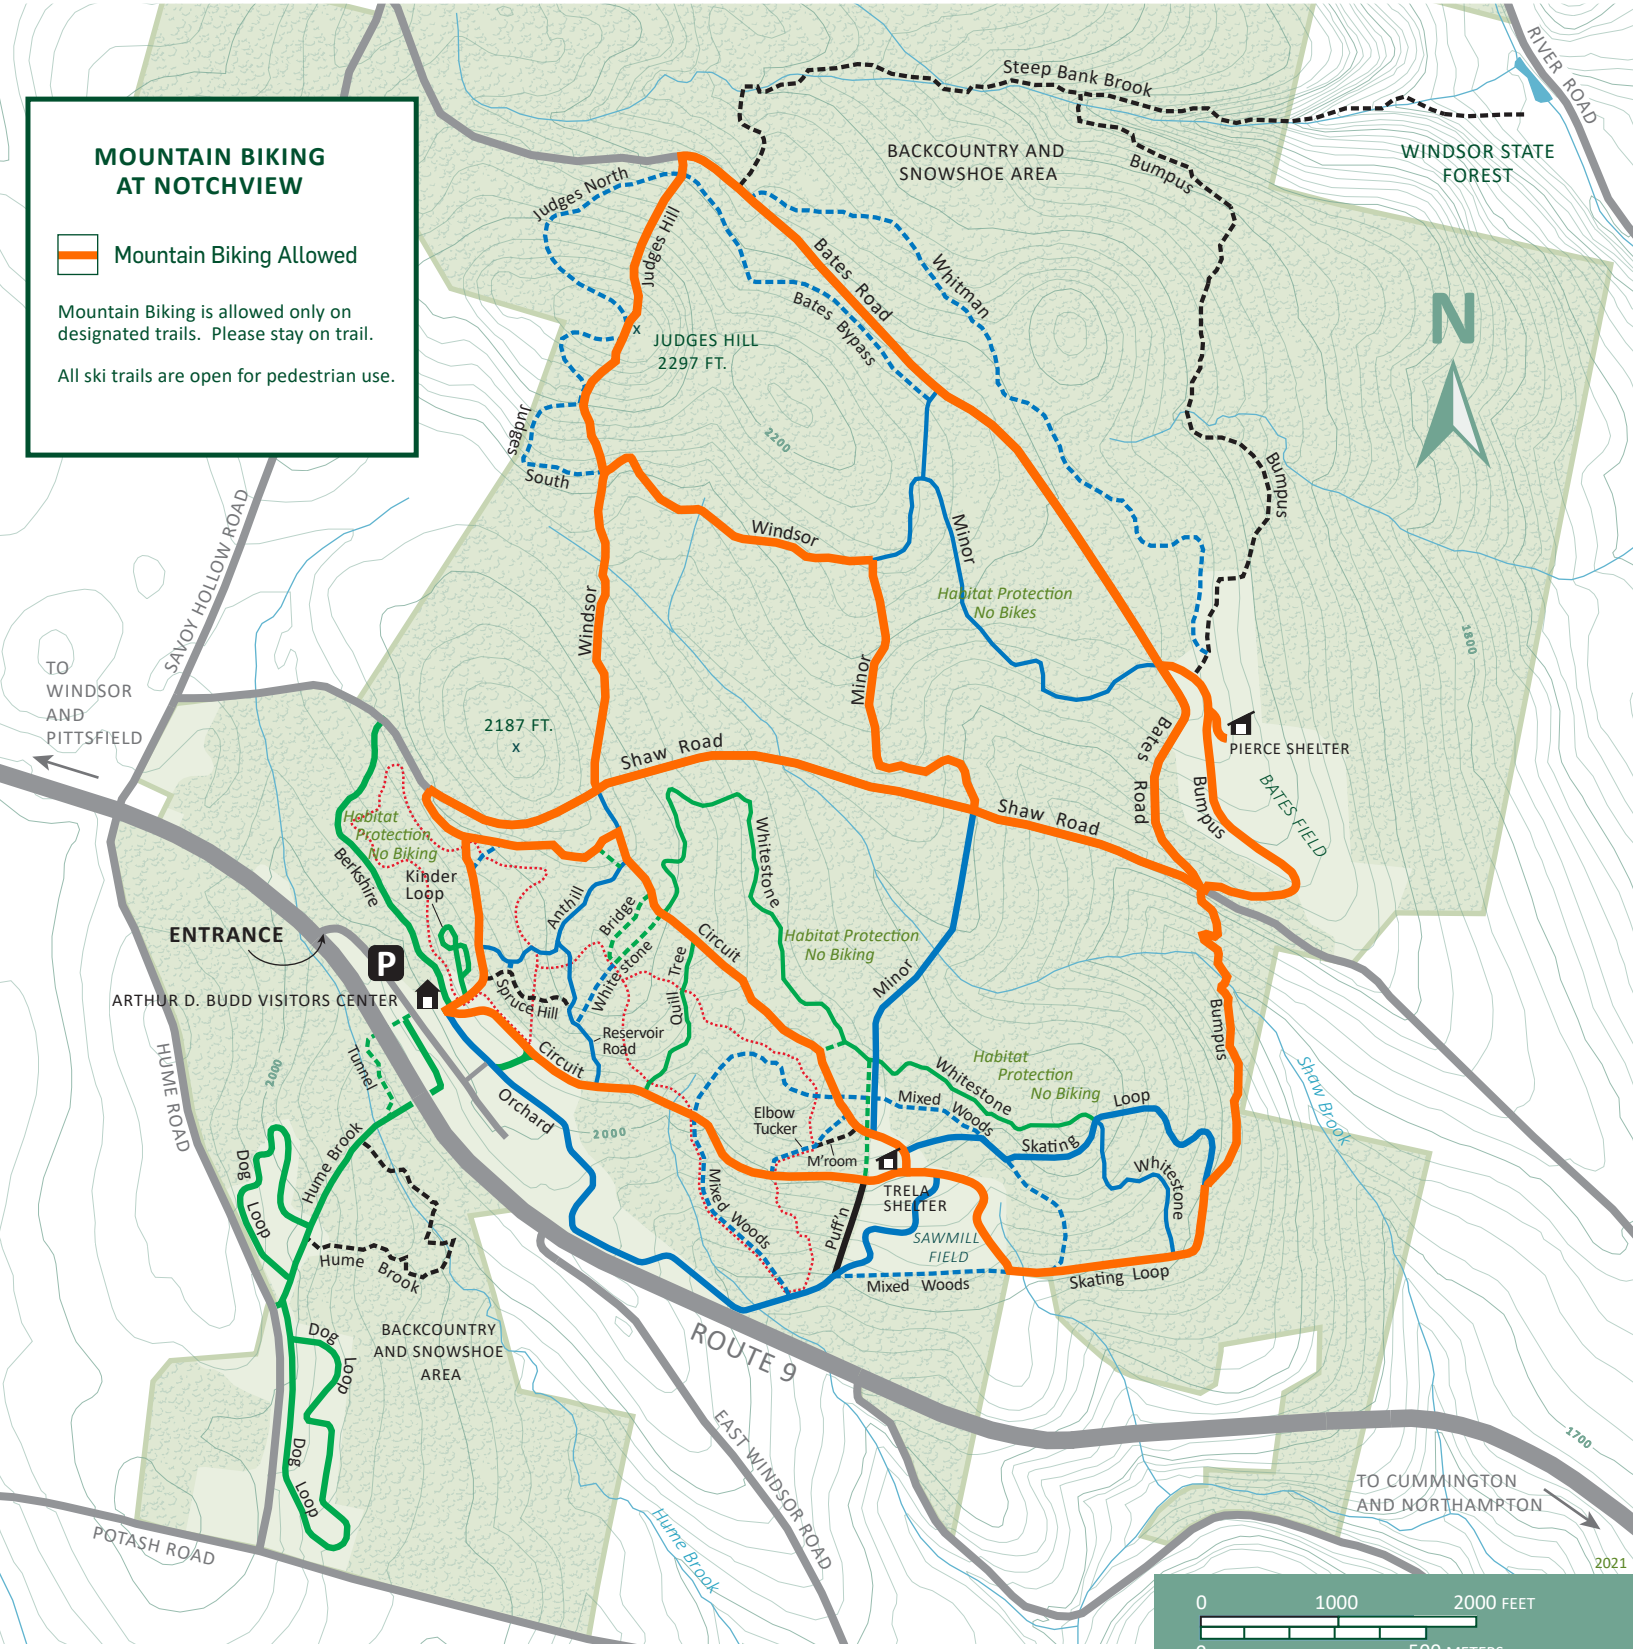 MOUNTAIN BIKING
AT NOTCHVIEW
Mountain Biking Allowed
Mountain Biking is allowed only on
designated trails. Please stay on trail.
All ski trails are open for pedestrian use.
Steep Bank Brook
RIVER ROAD
BACKCOUNTRY AND
SNOWSHOE AREA
Bumpus
WINDSOR STATE
FOREST
Judges North
Judges Hill
Bates Road
Whitman
Bates Bypass
N
x
JUDGES HILL
2297 FT.
Judges
South
2200
Bumpus
SAVOY HOLLOW ROAD
Windsor
Minor
Windsor
Habitat Protection
No Bikes
1800
TO
WINDSOR
AND
PITTSFIELD
Minor
2187 FT.
x
Shaw Road
Bates
Road
PIERCE SHELTER
Bumpus
BATES FIELD
Shaw Road
Habitat
Protection
No Biking
Berkshire
Kinder
Loop
Whitestone
Anthill
Bridge
Circuit
ENTRANCE
P
Whitestone
Quill Tree
Habitat Protection
No Biking
Minor
ARTHUR D. BUDD VISITORS CENTER
Spruce Hill
Reservoir
Road
Bumpus
HUME ROAD
2000
Tunnel
Circuit
Habitat
Protection
No Biking
Whitestone
Shaw Brook
Orchard
2000
Elbow
Tucker
Mixed Woods
Loop
Skating
M'room
Whitestone
Dog
Loop
Hume Brook
TRELA
SHELTER
Mixed Woods
Puff'n
SAWMILL
FIELD
Hume Brook
Mixed Woods
Skating Loop
Dog
Loop
BACKCOUNTRY
AND SNOWSHOE
AREA
ROUTE 9
Dog
Loop
EAST WINDSOR ROAD
1700
TO CUMMINGTON
AND NORTHAMPTON
POTASH ROAD
Hume Brook
2021
0 1000 2000 FEET
0 500 METERS